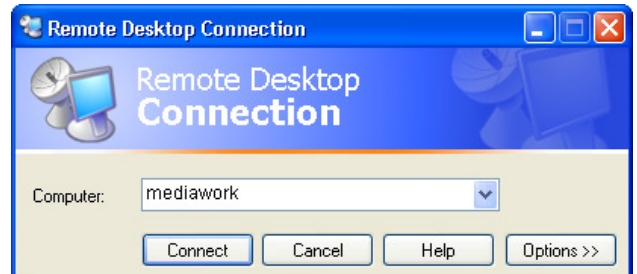 Remote Desktop Connection
Remote Desktop
Connection
Computer: mediawork
Connect Cancel Help Options >>